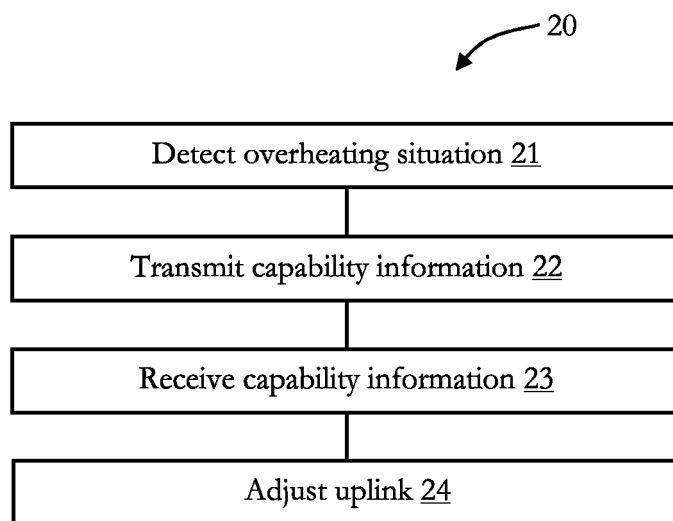 20
Detect overheating situation 21
Transmit capability information 22
Receive capability information 23
Adjust uplink 24